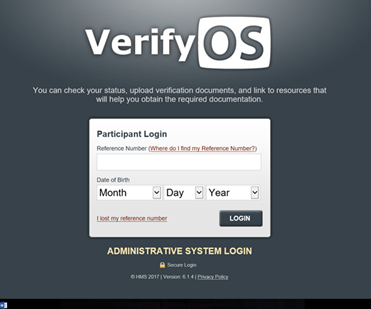 VerifyOS
You can check your status, upload verification documents, and link to resources that
will help you obtain the required documentation.
Participant Login
Reference Number (Where do I find my Reference Number?)
Date of Birth
Month Day Year
I lost my reference number LOGIN
ADMINISTRATIVE SYSTEM LOGIN
Secure Login
© HMS 2017 | Version: 6.1.4 | Privacy Policy